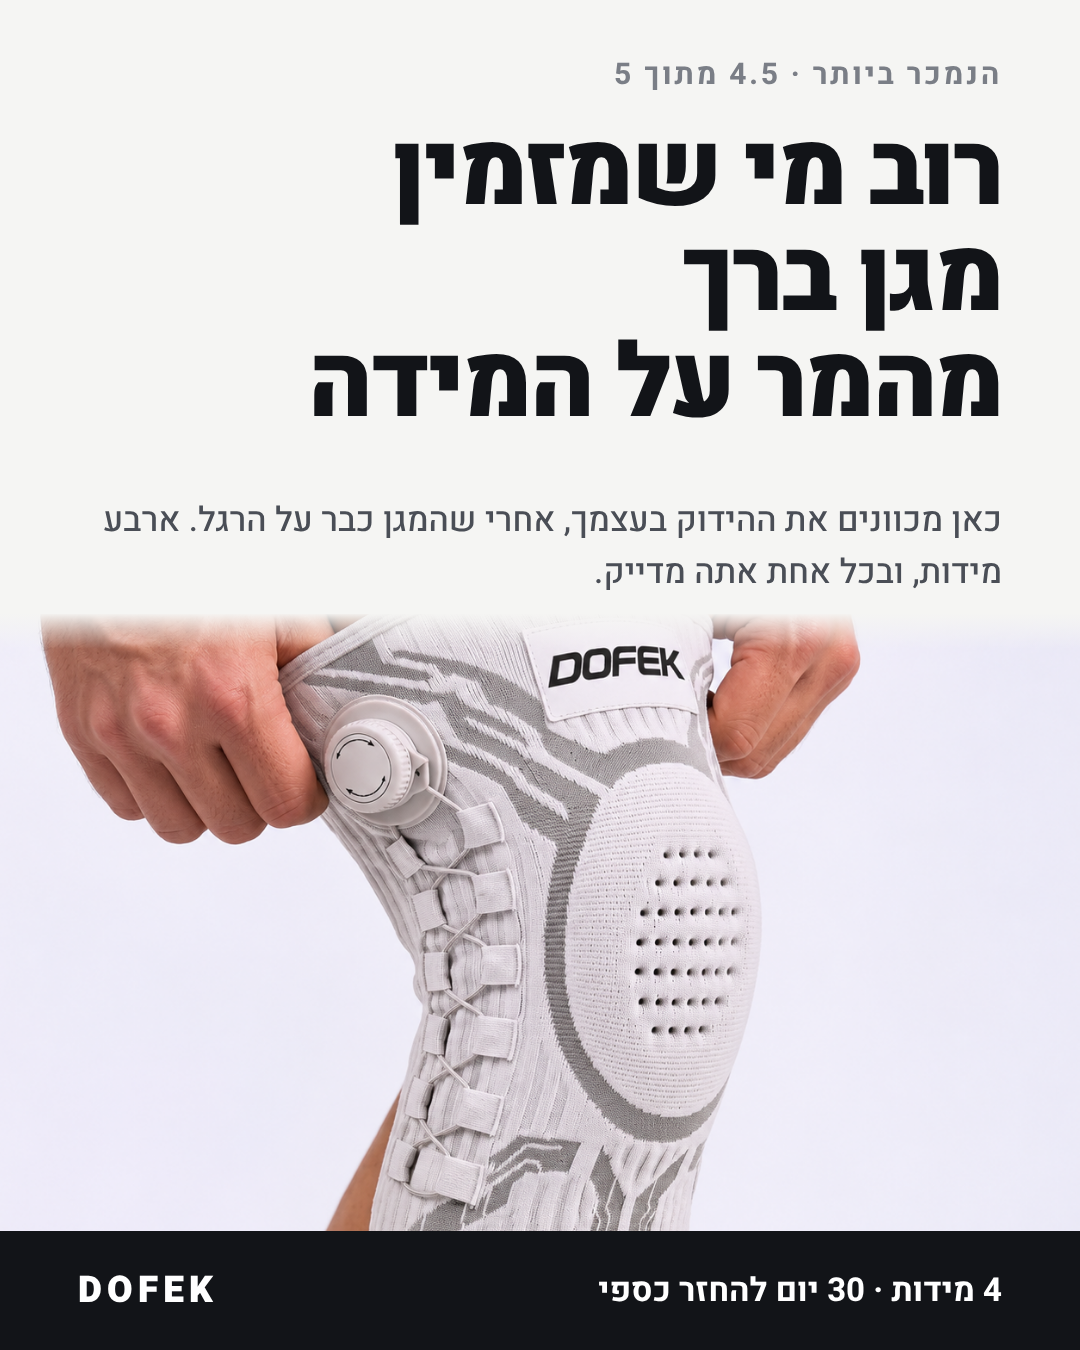 הנמכר ביותר · 4.5 מתוך 5
רוב מי שמזמין
מגן ברך
מהמר על המידה
כאן מכוונים את ההידוק בעצמך, אחרי שהמגן כבר על הרגל. ארבע
מידות, ובכל אחת אתה מדייק.
DOFEK
4 מידות · 30 יום להחזר כספי
DOFEK